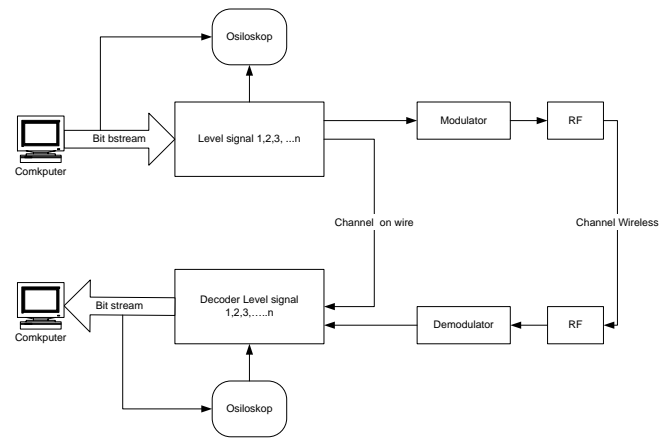 Osiloskop
Bit bstream
Level signal 1,2,3, ...n
Modulator
RF
Comkputer
Channel on wire
Channel Wireless
Bit stream
Decoder Level signal
1,2,3,.....n
Demodulator
RF
Comkputer
Osiloskop